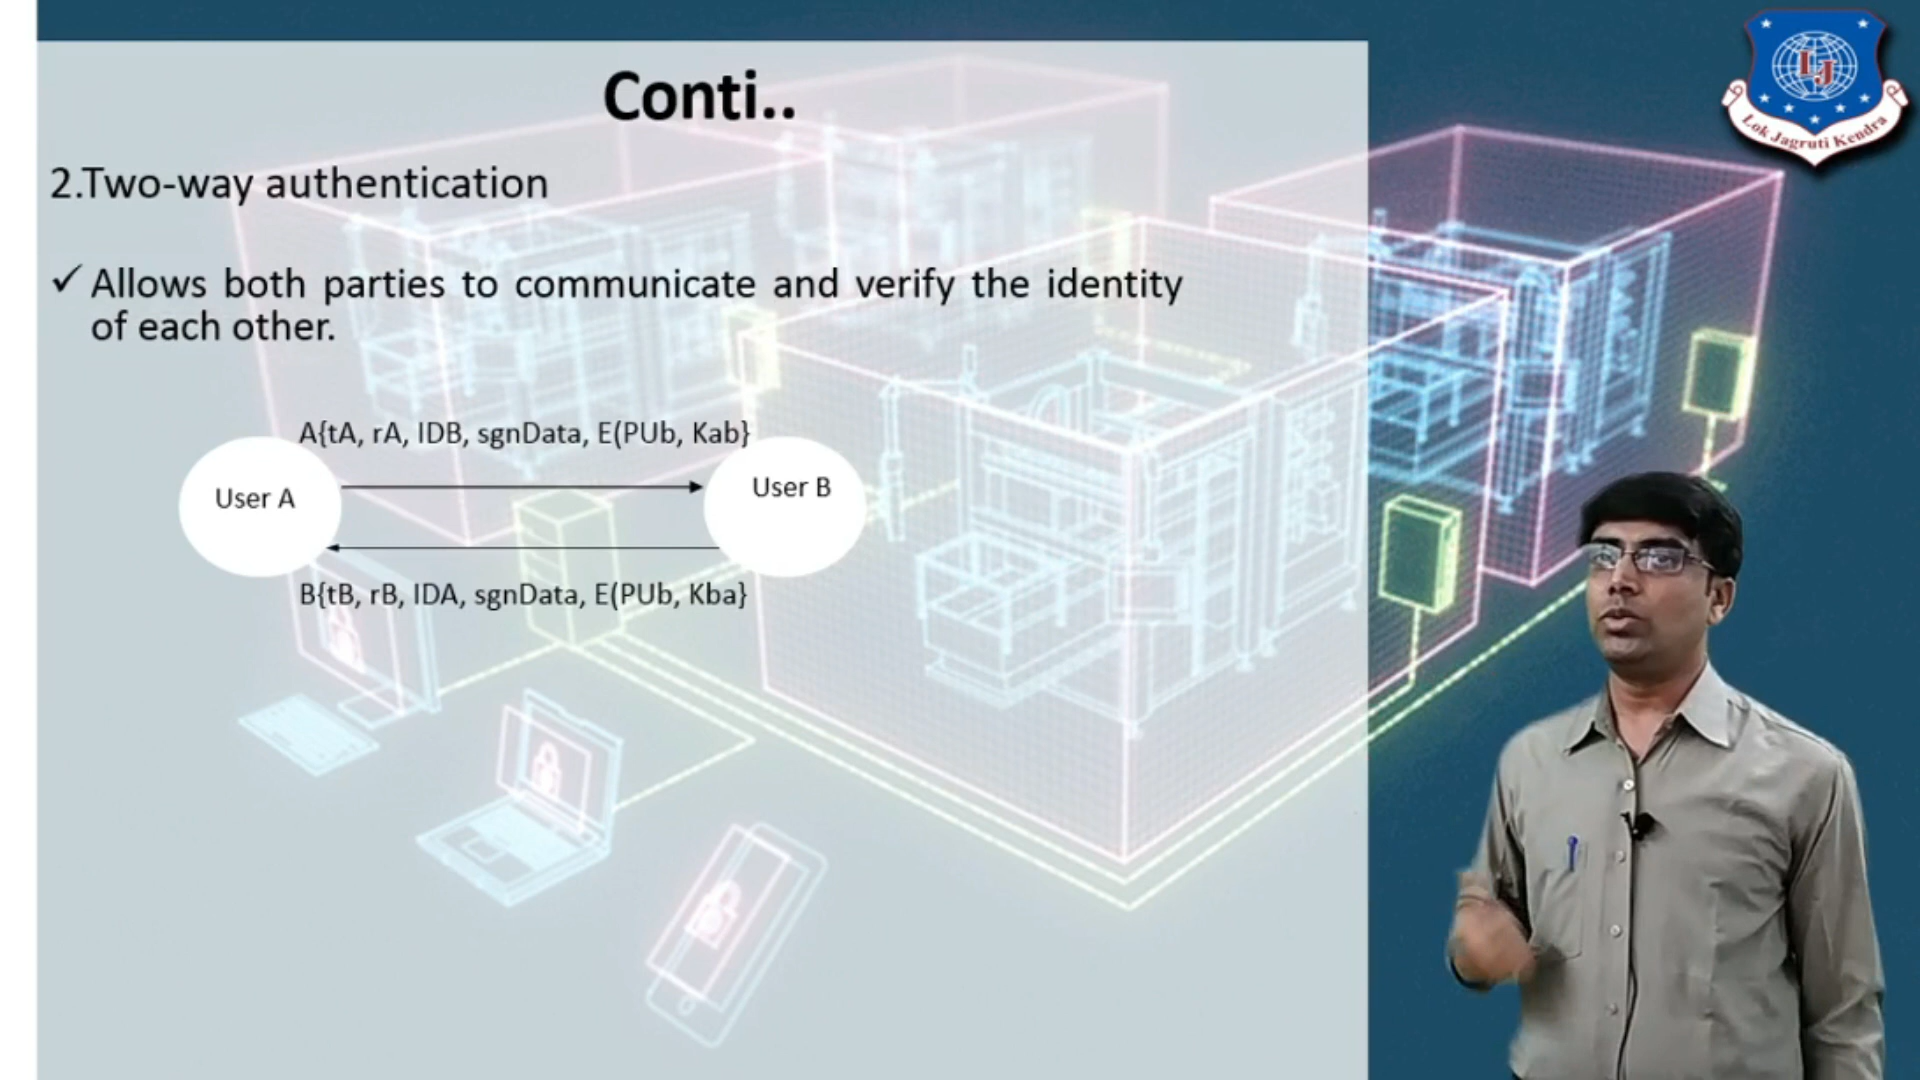 Conti..
2.Two-way authentication
✓ Allows both parties to communicate and verify the identity
of each other.
A{tA, rA, IDB, sgnData, E(PUb, Kab}
User A
User B
B{tB, rB, IDA, sgnData, E(PUb, Kba}
LJ
Lok Jagruti Kendra